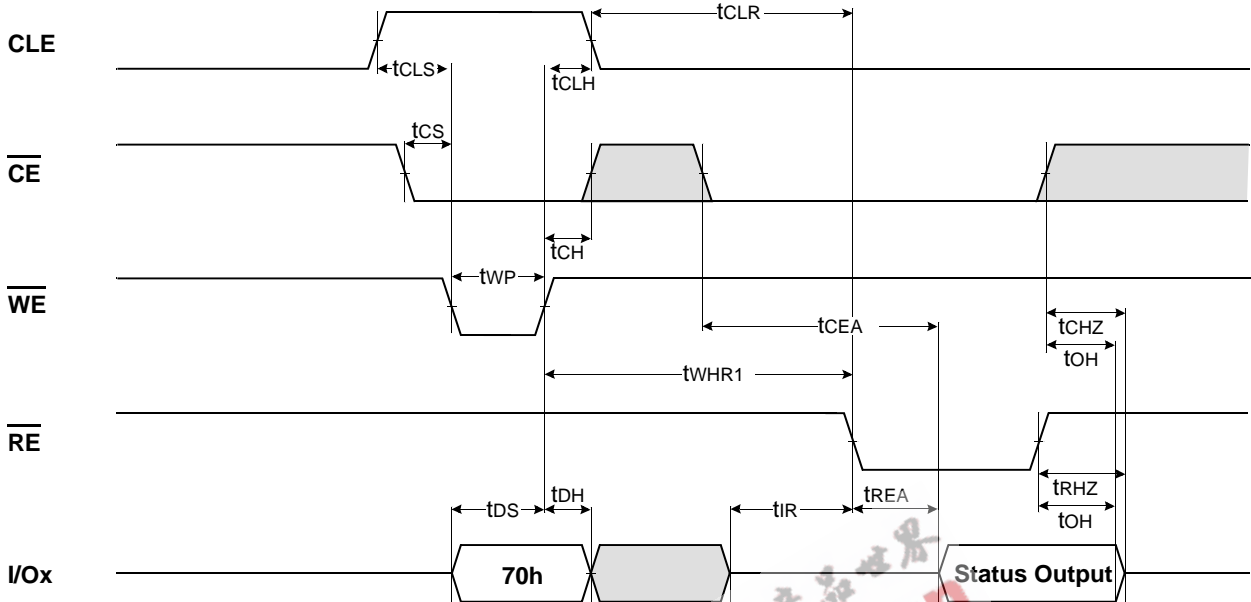 tCLR
CLE
tCLS
tCLH
tCS
CE
tCH
tWP
WE
tCEA
tCHZ
tOH
tWHR1
RE
tDS
tDH
tIR
tREA
tRHZ
tOH
I/Ox
70h
Status Output